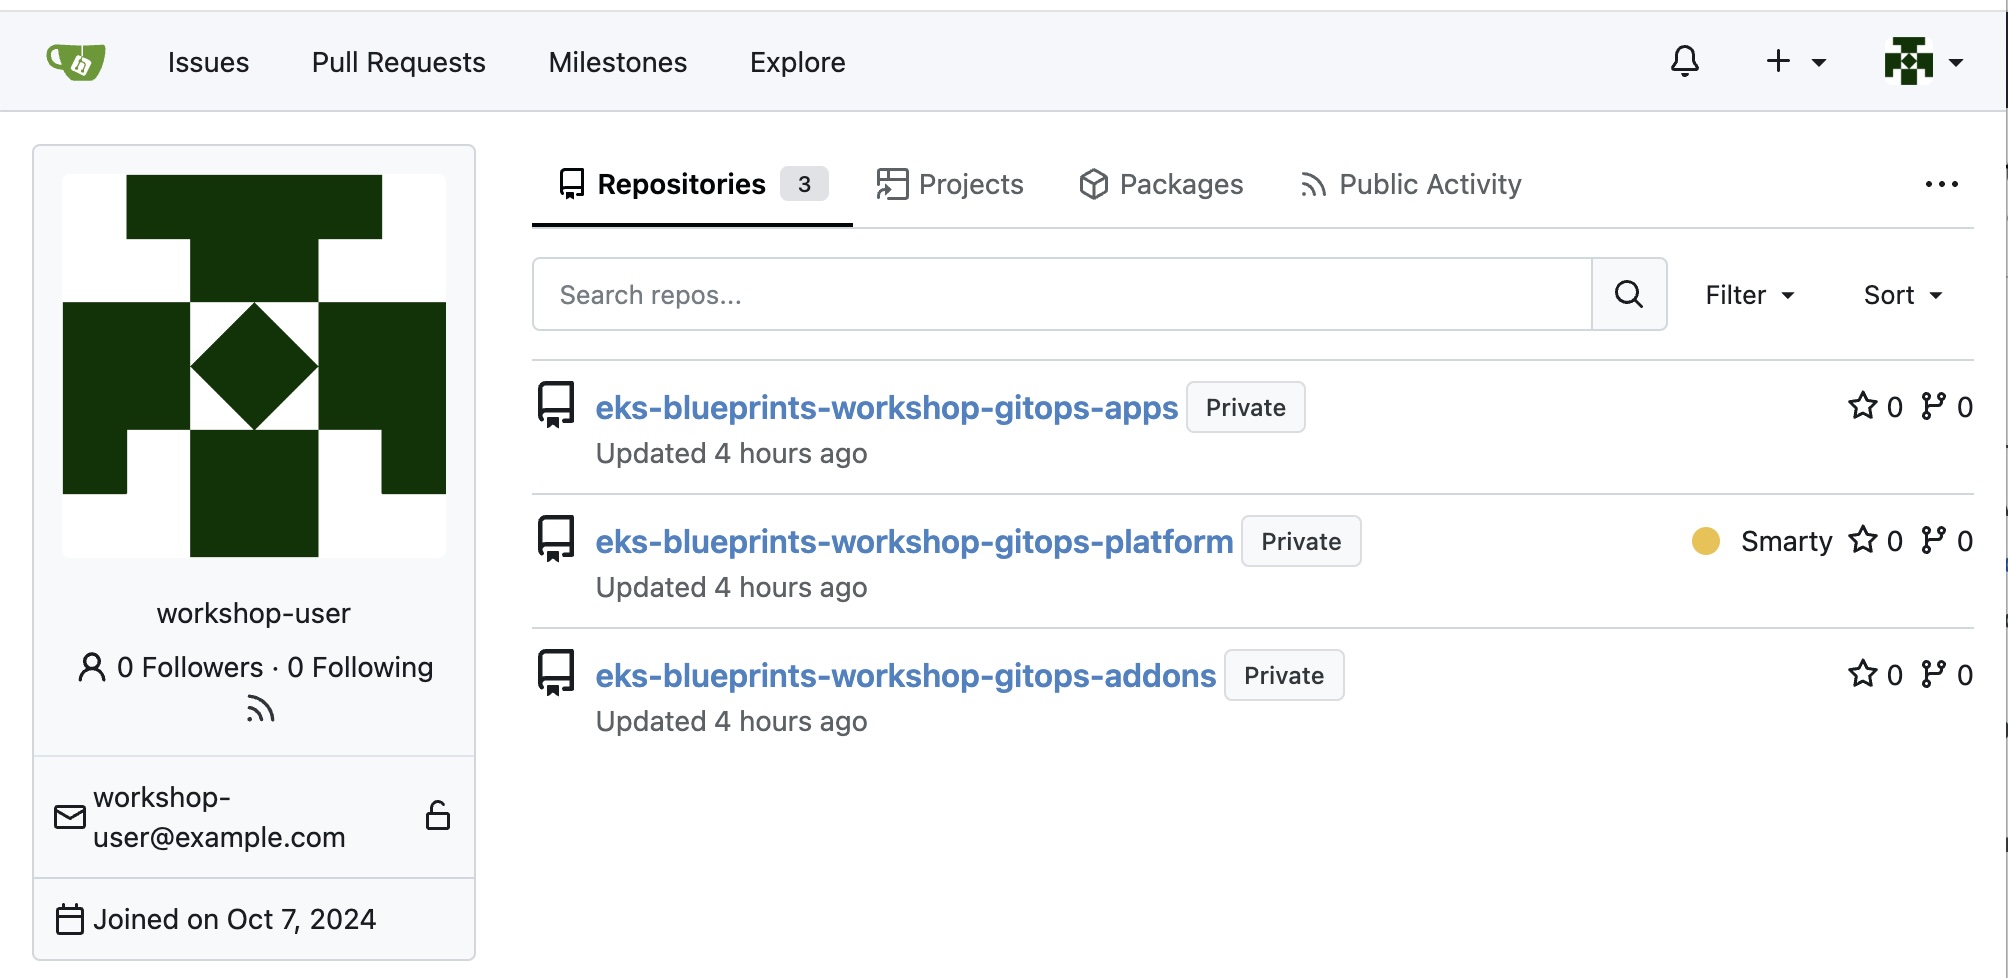 Issues Pull Requests Milestones Explore
Repositories 3 Projects Packages Public Activity
Search repos... Filter Sort
eks-blueprints-workshop-gitops-apps Private 0 0
Updated 4 hours ago
eks-blueprints-workshop-gitops-platform Private Smarty 0 0
Updated 4 hours ago
eks-blueprints-workshop-gitops-addons Private 0 0
Updated 4 hours ago
workshop-user
0 Followers · 0 Following
workshop-
user@example.com
Joined on Oct 7, 2024